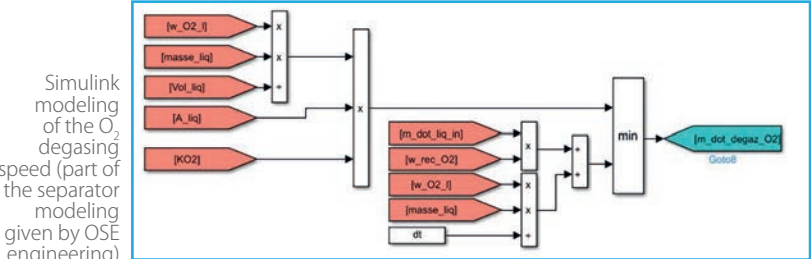 Simulink
modeling
of the O2
degasing
speed (part of
the separator
modeling
given by OSE
engineering)
[w_O2_l]
[masse_liq]
[Vol_liq]
[A_liq]
[KO2]
x
x
÷
x
[m_dot_liq_in]
[w_rec_O2]
[w_O2_l]
[masse_liq]
dt
x
x
÷
+
+
min
[m_dot_degaz_O2]
Goto8